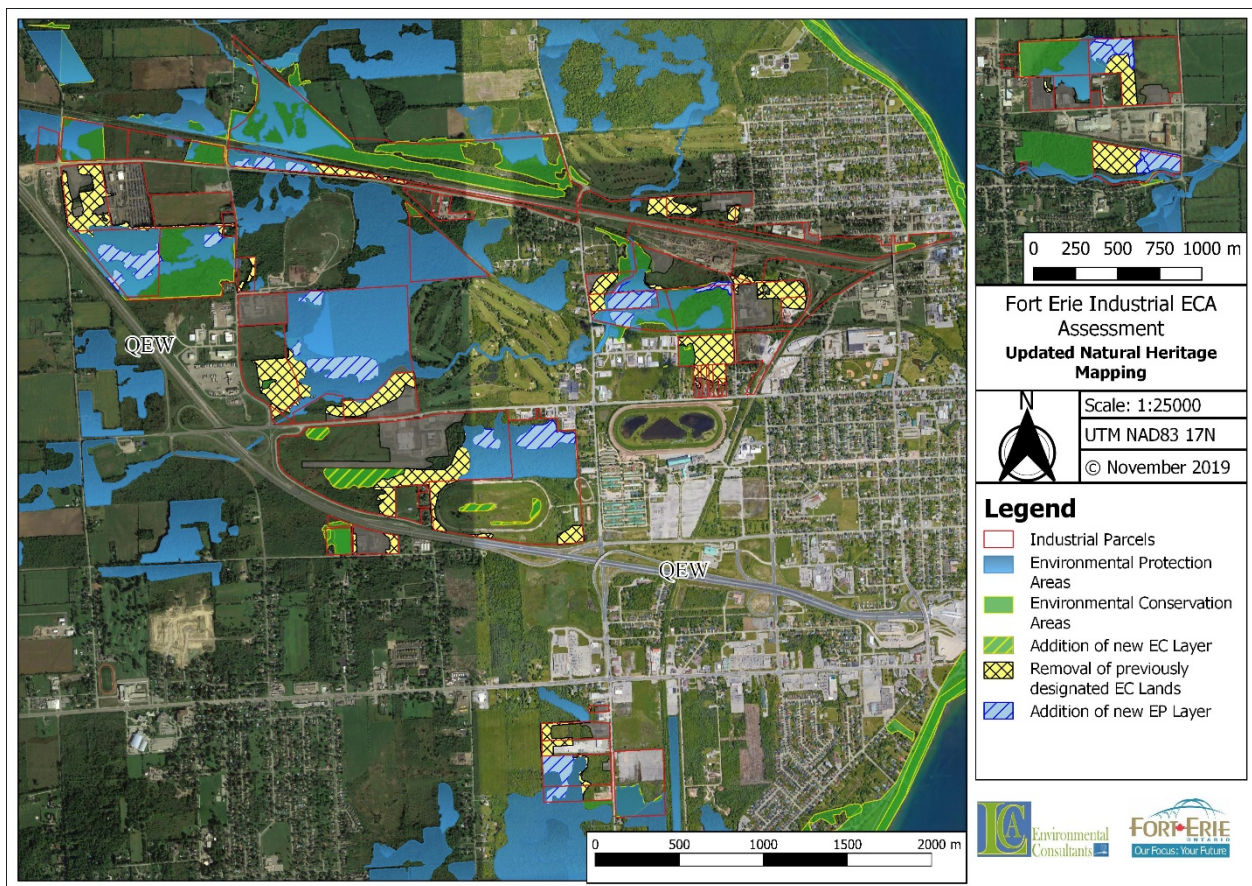 QEW
QEW
0 500 1000 1500 2000 m
0 250 500 750 1000 m
Fort Erie Industrial ECA
Assessment
Updated Natural Heritage
Mapping
N
Scale: 1:25000
UTM NAD83 17N
© November 2019
Legend
Industrial Parcels
Environmental Protection
Areas
Environmental Conservation
Areas
Addition of new EC Layer
Removal of previously
designated EC Lands
Addition of new EP Layer
LCA
Environmental
Consultants
FORT ERIE
ONTARIO
Our Focus: Your Future